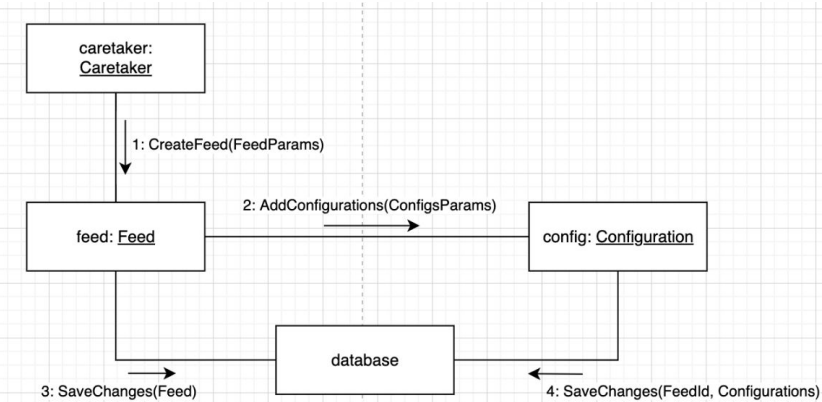 caretaker:
Caretaker
1: CreateFeed(FeedParams)
2: AddConfigurations(ConfigsParams)
feed: Feed
config: Configuration
database
3: SaveChanges(Feed)
4: SaveChanges(FeedId, Configurations)